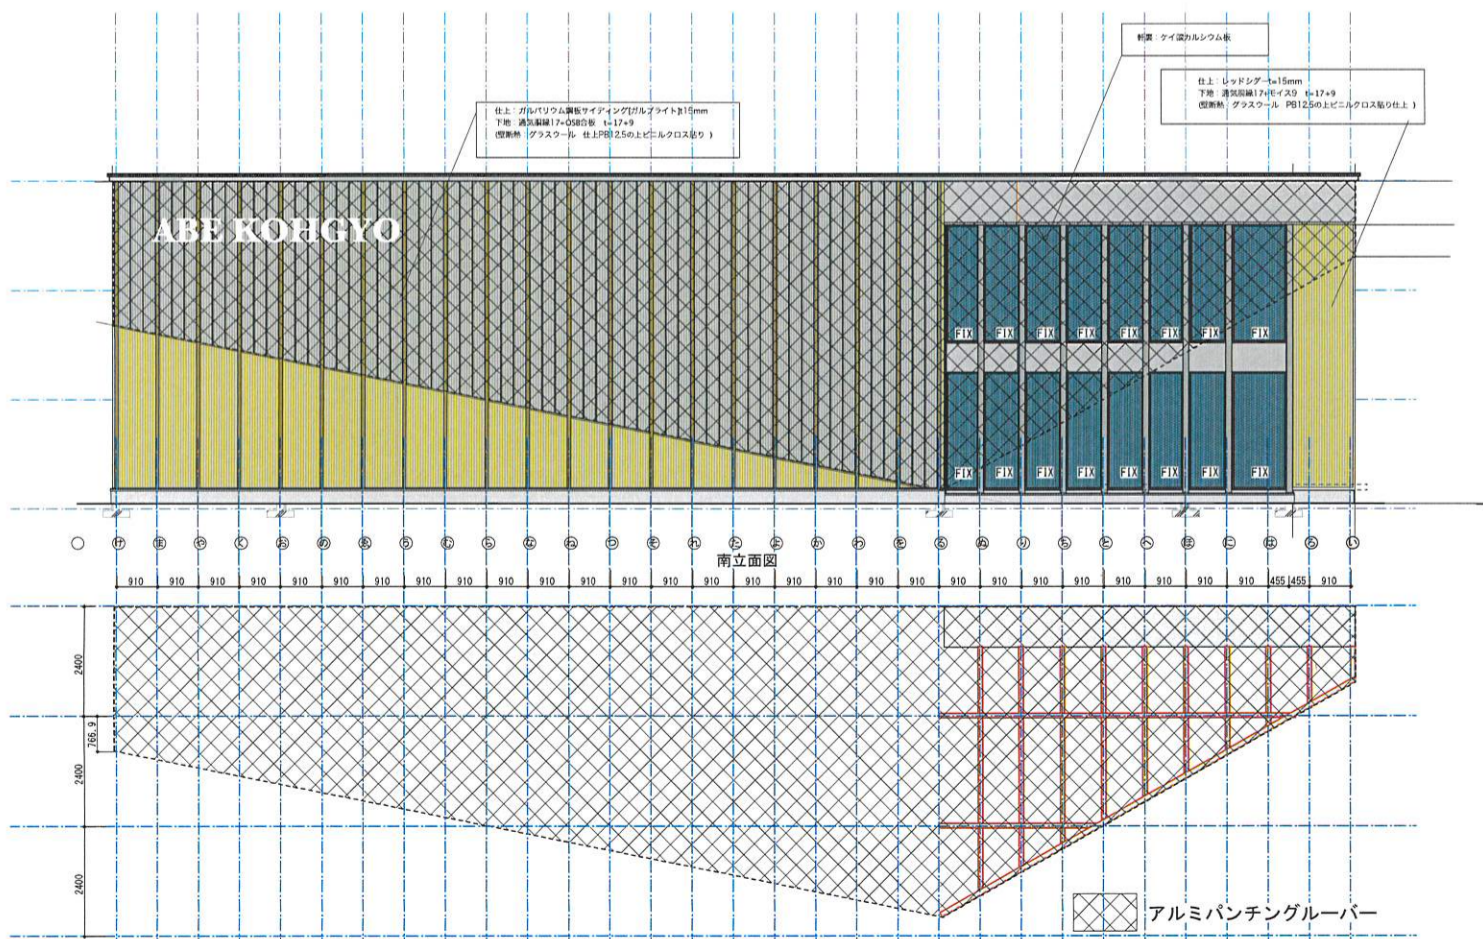 軒裏：ケイ酸カルシウム板
仕上：レッドシダーt=15mm
下地：通気胴縁17+モイス9 t=17+9
(壁断熱 グラスウール PB12.5の上ビニルクロス貼り仕上 )
仕上：ガルバリウム鋼板サイディング[ガルブライト]t15mm
下地：通気胴縁17+OSB合板 t=17+9
(壁断熱 グラスウール 仕上PB12.5の上ビニルクロス貼り )
ABE KOHGYO
FIX FIX FIX FIX FIX FIX FIX FIX
FIX FIX FIX FIX FIX FIX FIX FIX
南立面図
910 910 910 910 910 910 910 910 910 910 910 910 910 910 910 910 910 910 910 910 910 910 910 910 910 910 910 910 455 455 910
2400
766.9
2400
2400
アルミパンチングルーバー